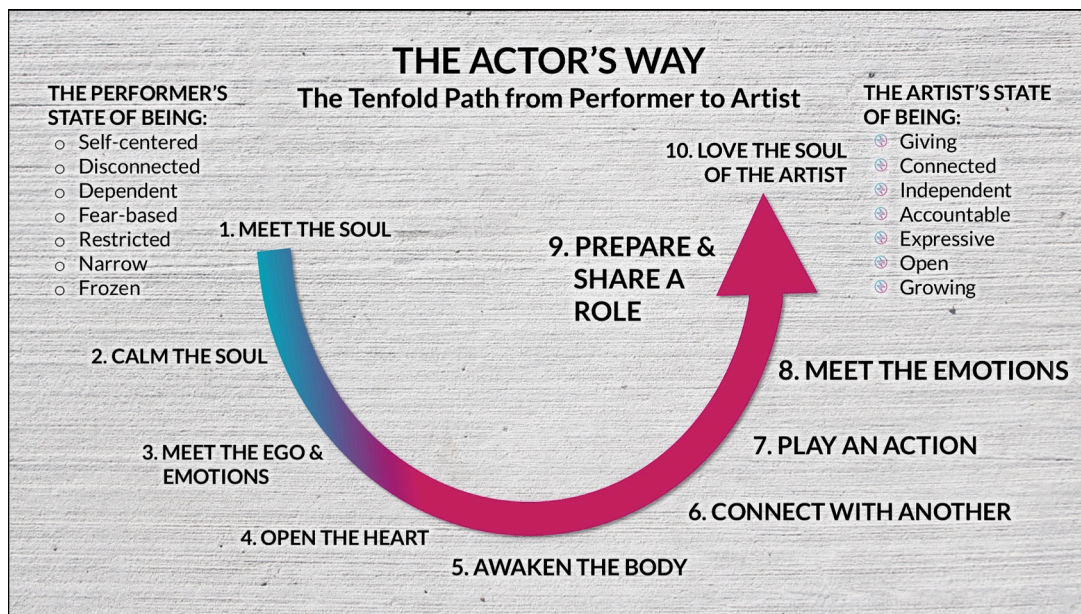 THE ACTOR'S WAY
The Tenfold Path from Performer to Artist
THE PERFORMER'S
STATE OF BEING:
Self-centered
Disconnected
Dependent
Fear-based
Restricted
Narrow
Frozen
1. MEET THE SOUL
2. CALM THE SOUL
3. MEET THE EGO &
EMOTIONS
4. OPEN THE HEART
5. AWAKEN THE BODY
6. CONNECT WITH ANOTHER
7. PLAY AN ACTION
8. MEET THE EMOTIONS
9. PREPARE &
SHARE A
ROLE
10. LOVE THE SOUL
OF THE ARTIST
THE ARTIST'S STATE
OF BEING:
Giving
Connected
Independent
Accountable
Expressive
Open
Growing